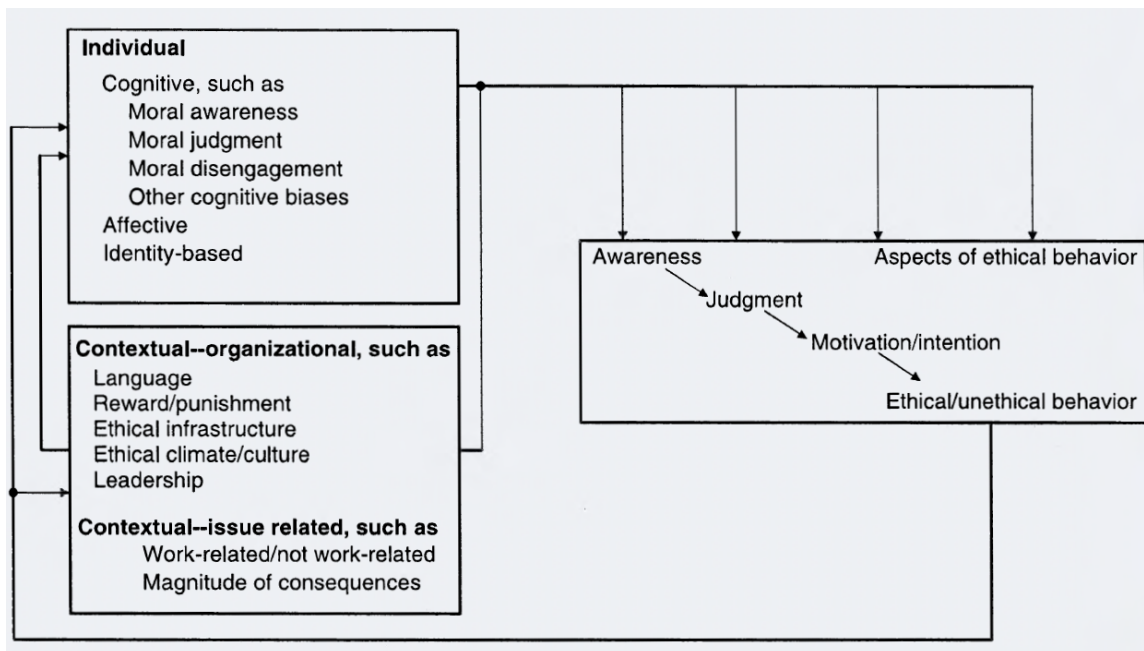 Individual
Cognitive, such as
Moral awareness
Moral judgment
Moral disengagement
Other cognitive biases
Affective
Identity-based
Contextual--organizational, such as
Language
Reward/punishment
Ethical infrastructure
Ethical climate/culture
Leadership
Contextual--issue related, such as
Work-related/not work-related
Magnitude of consequences
Awareness
Aspects of ethical behavior
Judgment
Motivation/intention
Ethical/unethical behavior